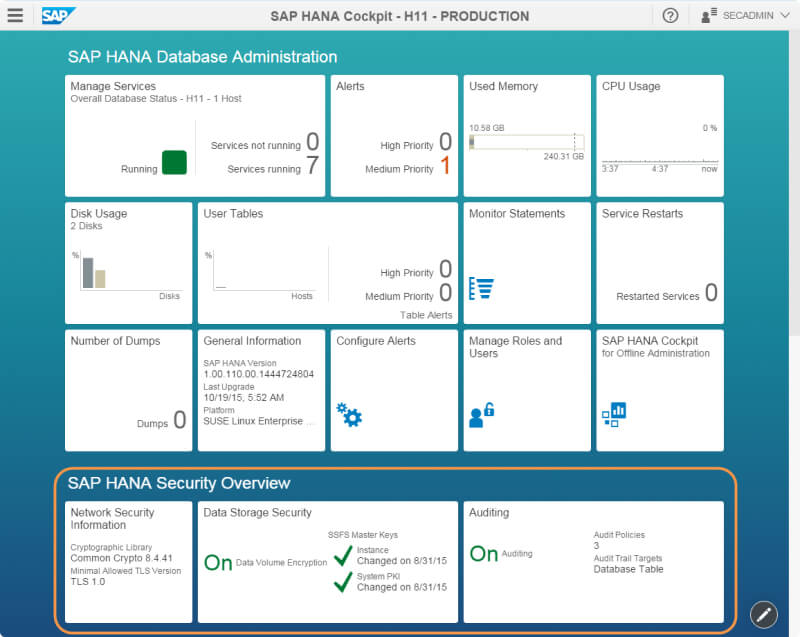 SAP
SAP HANA Cockpit - H11 - PRODUCTION
?
SECADMIN
SAP HANA Database Administration
Manage Services
Overall Database Status - H11 - 1 Host
Running
Services not running 0
Services running 7
Alerts
High Priority 0
Medium Priority 1
Used Memory
10.58 GB
240.31 GB
CPU Usage
0 %
3:37 4:37 now
Disk Usage
2 Disks
%
Disks
User Tables
%
Hosts
High Priority 0
Medium Priority 0
Table Alerts
Monitor Statements
Service Restarts
Restarted Services 0
Number of Dumps
Dumps 0
General Information
SAP HANA Version
1.00.110.00.1444724804
Last Upgrade
10/19/15, 5:52 AM
Platform
SUSE Linux Enterprise ...
Configure Alerts
Manage Roles and
Users
SAP HANA Cockpit
for Offline Administration
SAP HANA Security Overview
Network Security
Information
Cryptographic Library
Common Crypto 8.4.41
Minimal Allowed TLS Version
TLS 1.0
Data Storage Security
On Data Volume Encryption
SSFS Master Keys
Instance
Changed on 8/31/15
System PKI
Changed on 8/31/15
Auditing
On Auditing
Audit Policies
3
Audit Trail Targets
Database Table